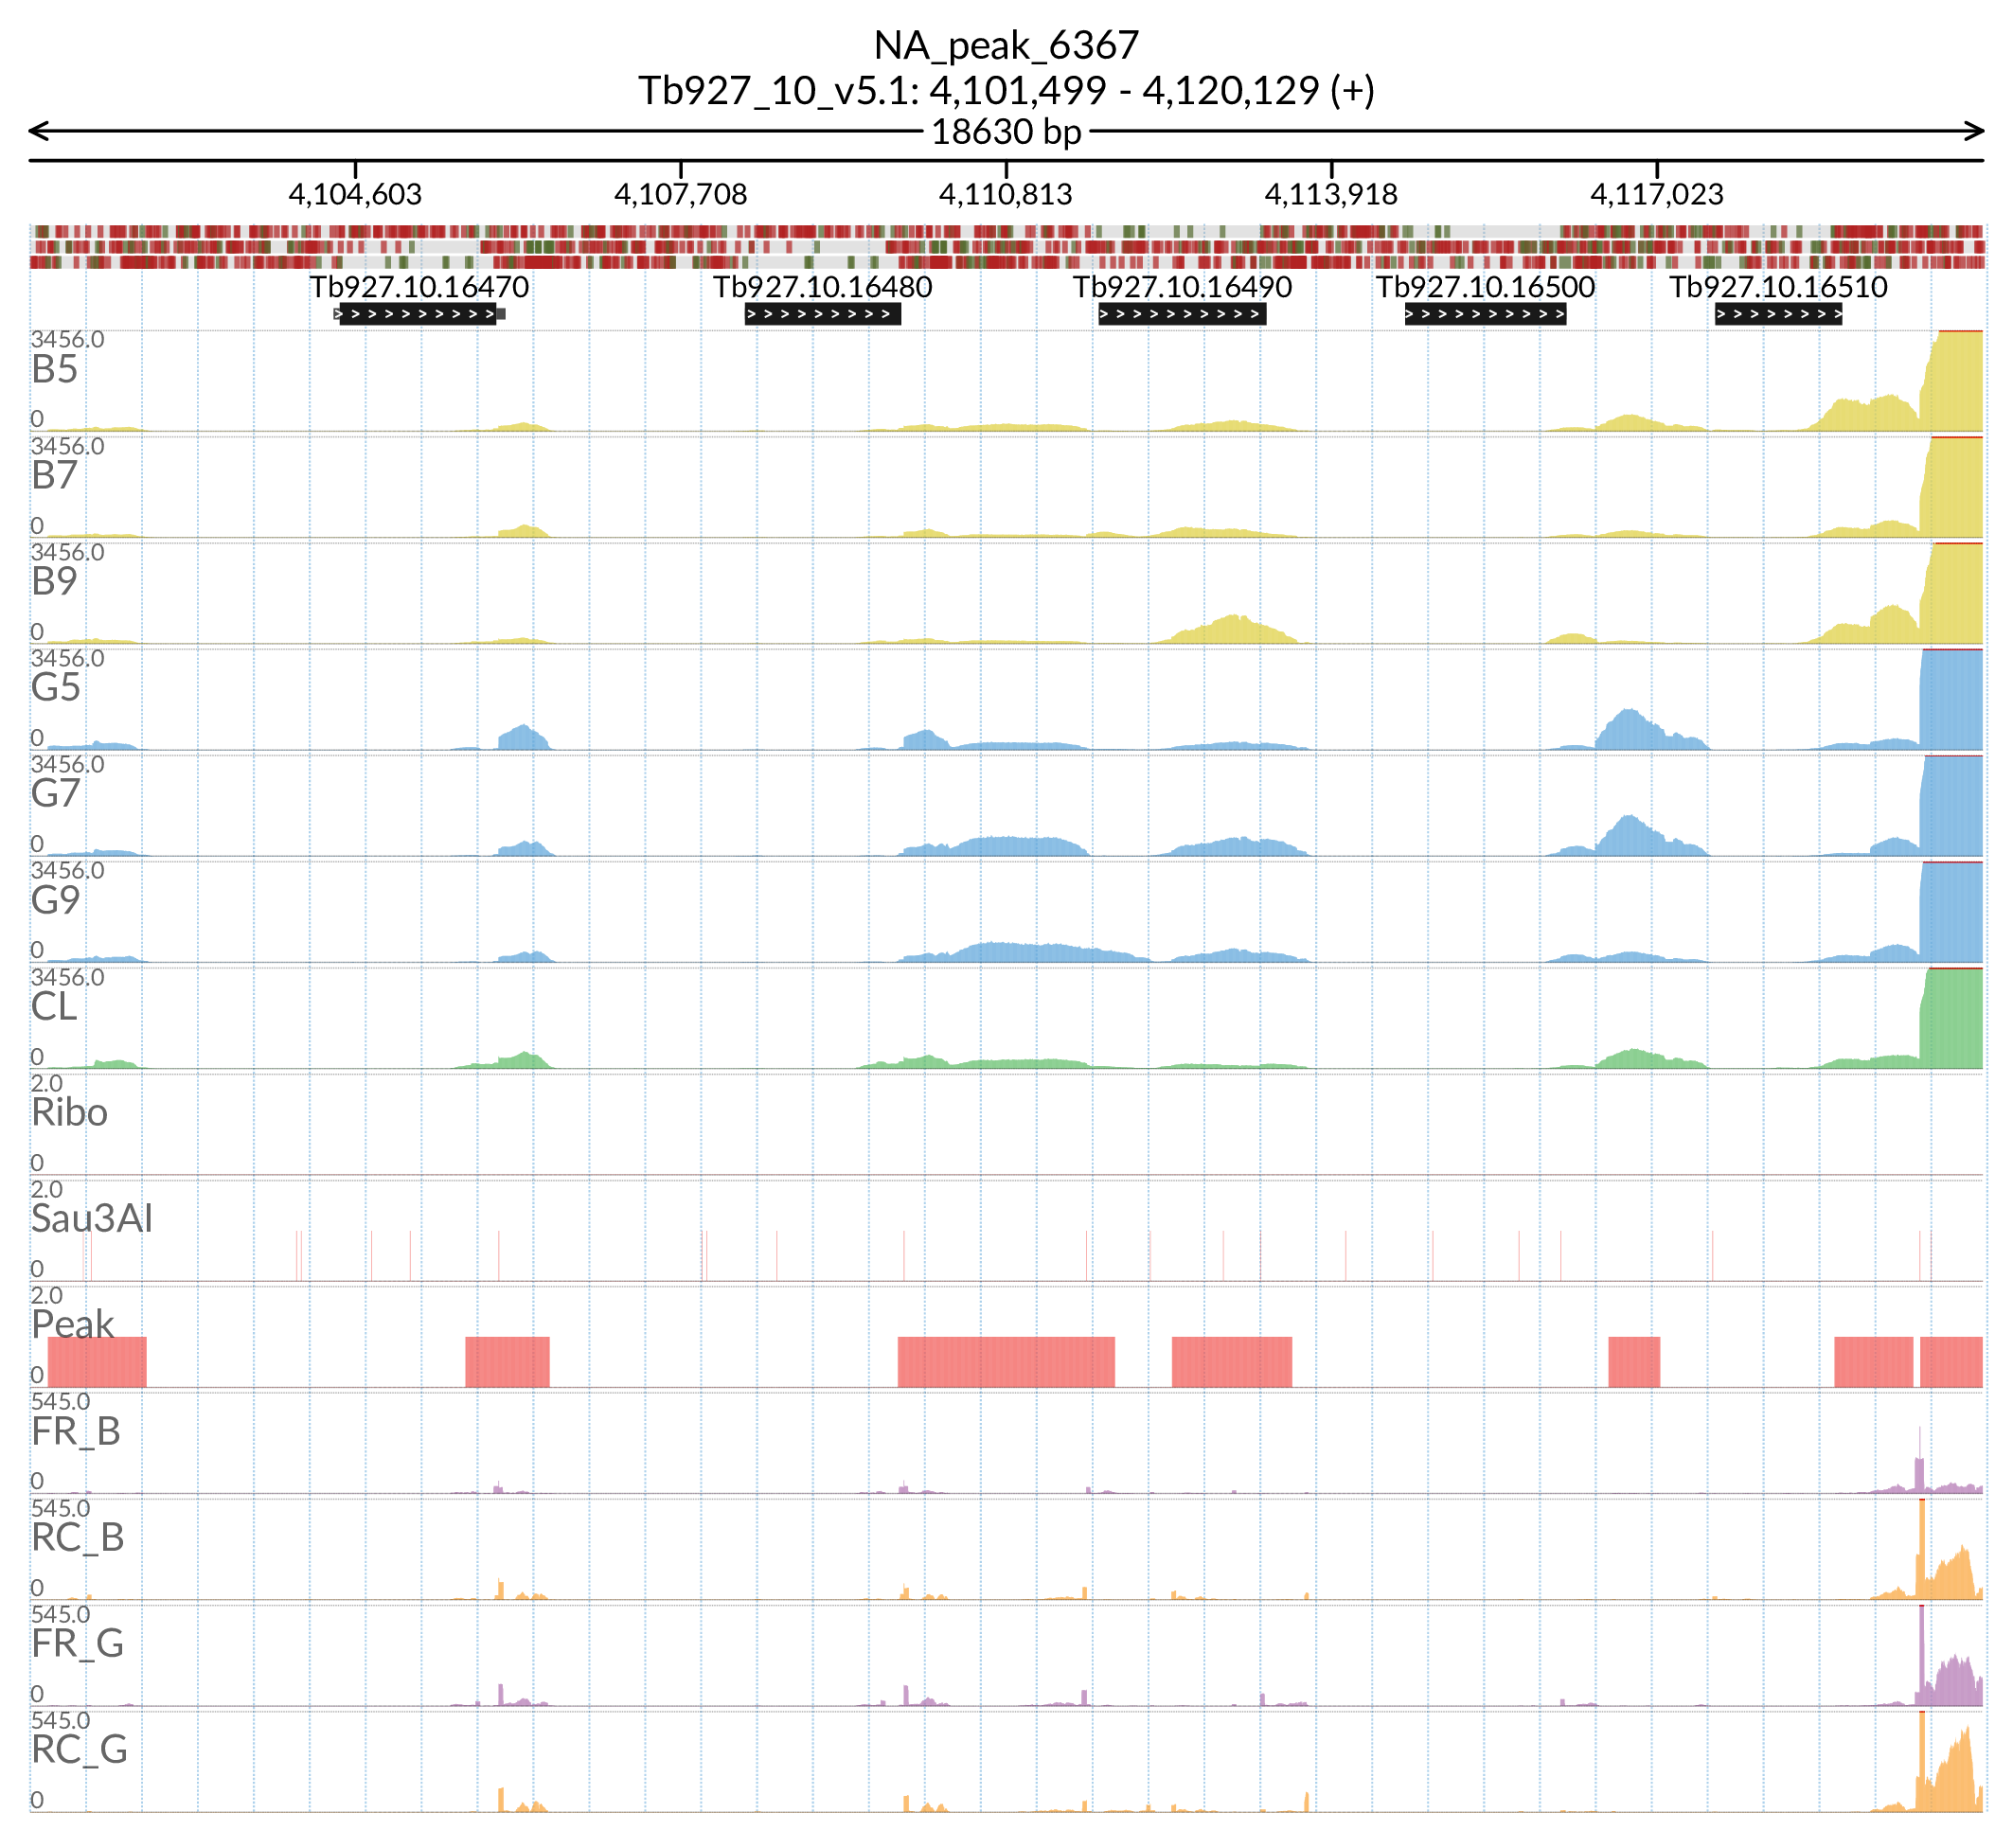 NA_peak_6367
Tb927_10_v5.1: 4,101,499 - 4,120,129 (+)
18630 bp
4,104,603 4,107,708 4,110,813 4,113,918 4,117,023
Tb927.10.16470 Tb927.10.16480 Tb927.10.16490 Tb927.10.16500 Tb927.10.16510
3456.0
B5
0
3456.0
B7
0
3456.0
B9
0
3456.0
G5
0
3456.0
G7
0
3456.0
G9
0
3456.0
CL
0
2.0
Ribo
0
2.0
Sau3AI
0
2.0
Peak
0
545.0
FR_B
0
545.0
RC_B
0
545.0
FR_G
0
545.0
RC_G
0